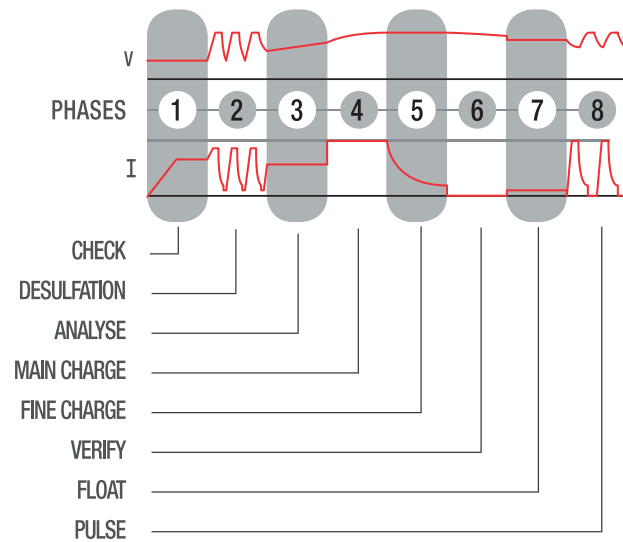 V
PHASES 1 2 3 4 5 6 7 8
I
CHECK
DESULFATION
ANALYSE
MAIN CHARGE
FINE CHARGE
VERIFY
FLOAT
PULSE